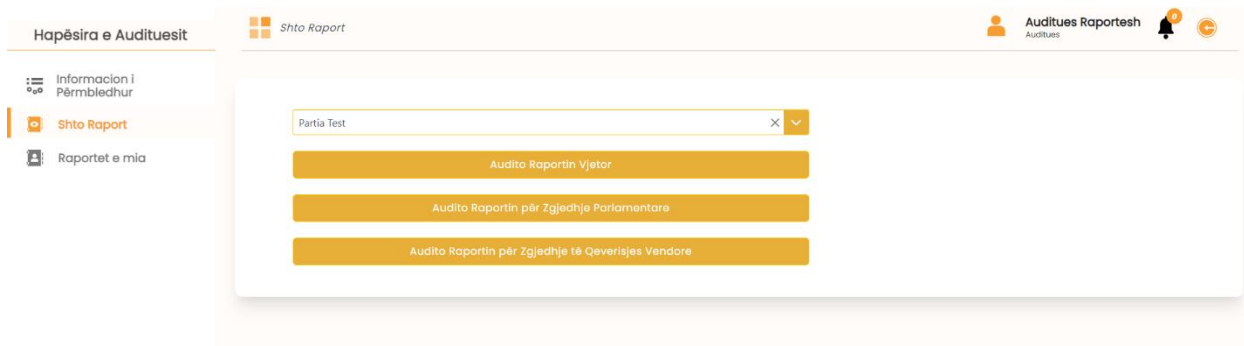 Hapësira e Audituesit
Shto Raport
Auditues Raportesh
Auditues
0
Informacion i
Përmbledhur
Shto Raport
Raportet e mia
Partia Test
Audito Raportin Vjetor
Audito Raportin për Zgjedhje Parlamentare
Audito Raportin për Zgjedhje të Qeverisjes Vendore